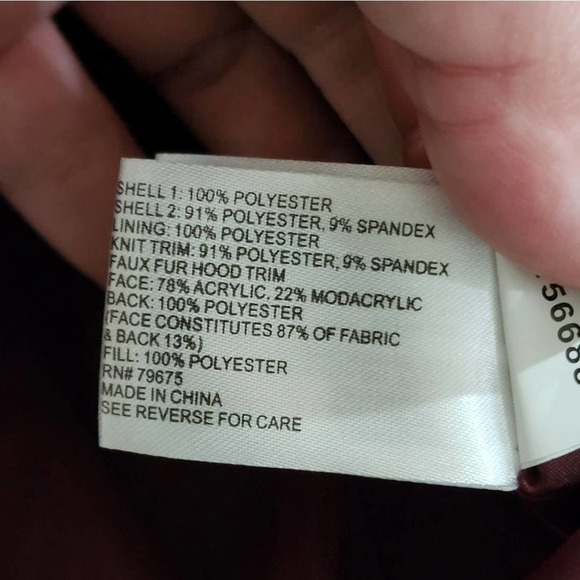 SHELL 1: 100% POLYESTER
SHELL 2: 91% POLYESTER, 9% SPANDEX
LINING: 100% POLYESTER
KNIT TRIM: 91% POLYESTER, 9% SPANDEX
FAUX FUR HOOD TRIM
FACE: 78% ACRYLIC, 22% MODACRYLIC
BACK: 100% POLYESTER
(FACE CONSTITUTES 87% OF FABRIC
& BACK 13%)
FILL: 100% POLYESTER
RN# 79675
MADE IN CHINA
SEE REVERSE FOR CARE